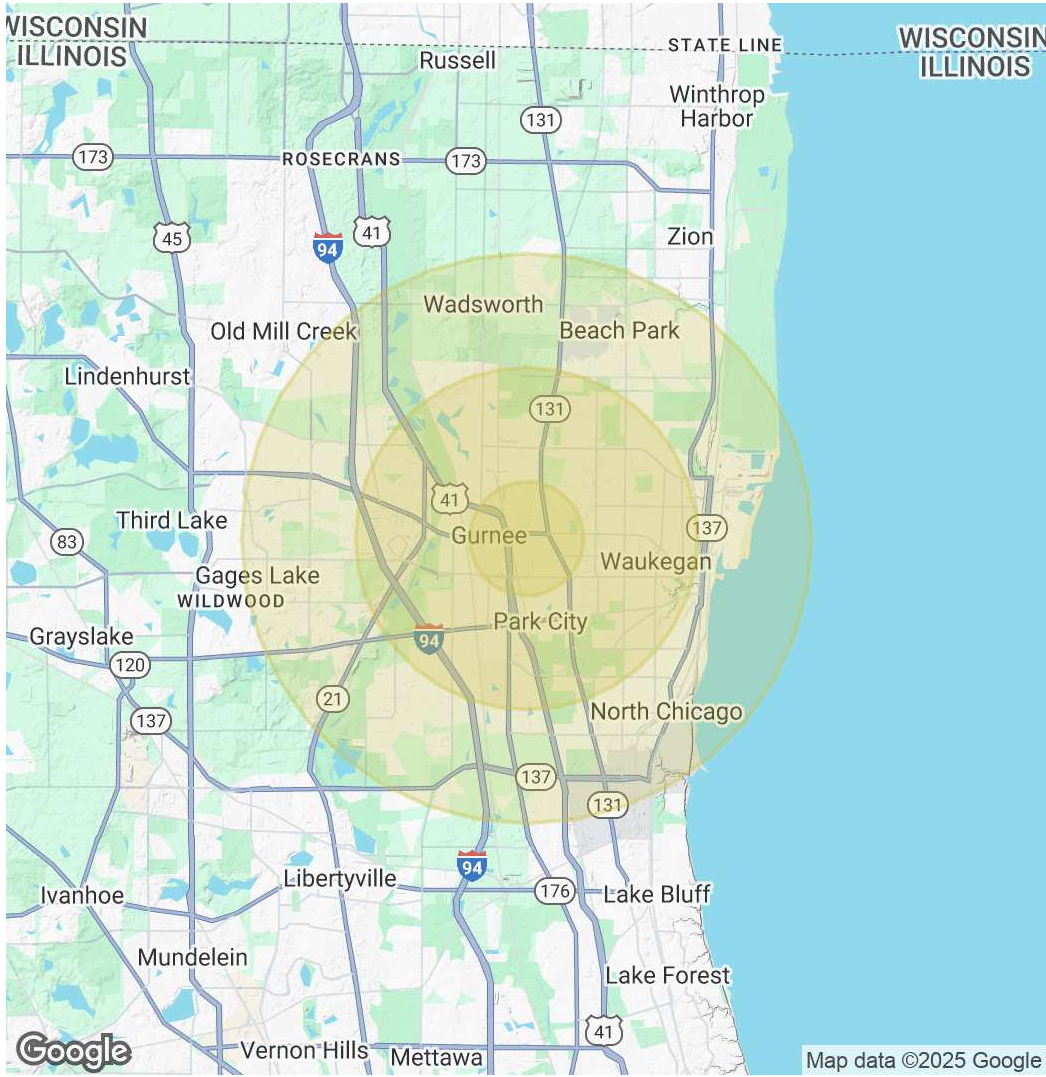 WISCONSIN
ILLINOIS
WISCONSIN
ILLINOIS
STATE LINE
Russell
Winthrop
Harbor
131
173
ROSECRANS
173
45
94
41
Zion
Wadsworth
Old Mill Creek
Beach Park
Lindenhurst
131
41
Third Lake
Gurnee
137
83
Waukegan
Gages Lake
WILDWOOD
Park City
Grayslake
94
120
21
North Chicago
137
137
131
94
Libertyville
176
Lake Bluff
Ivanhoe
Mundelein
Lake Forest
41
Vernon Hills
Mettawa
Google
Map data ©2025 Google